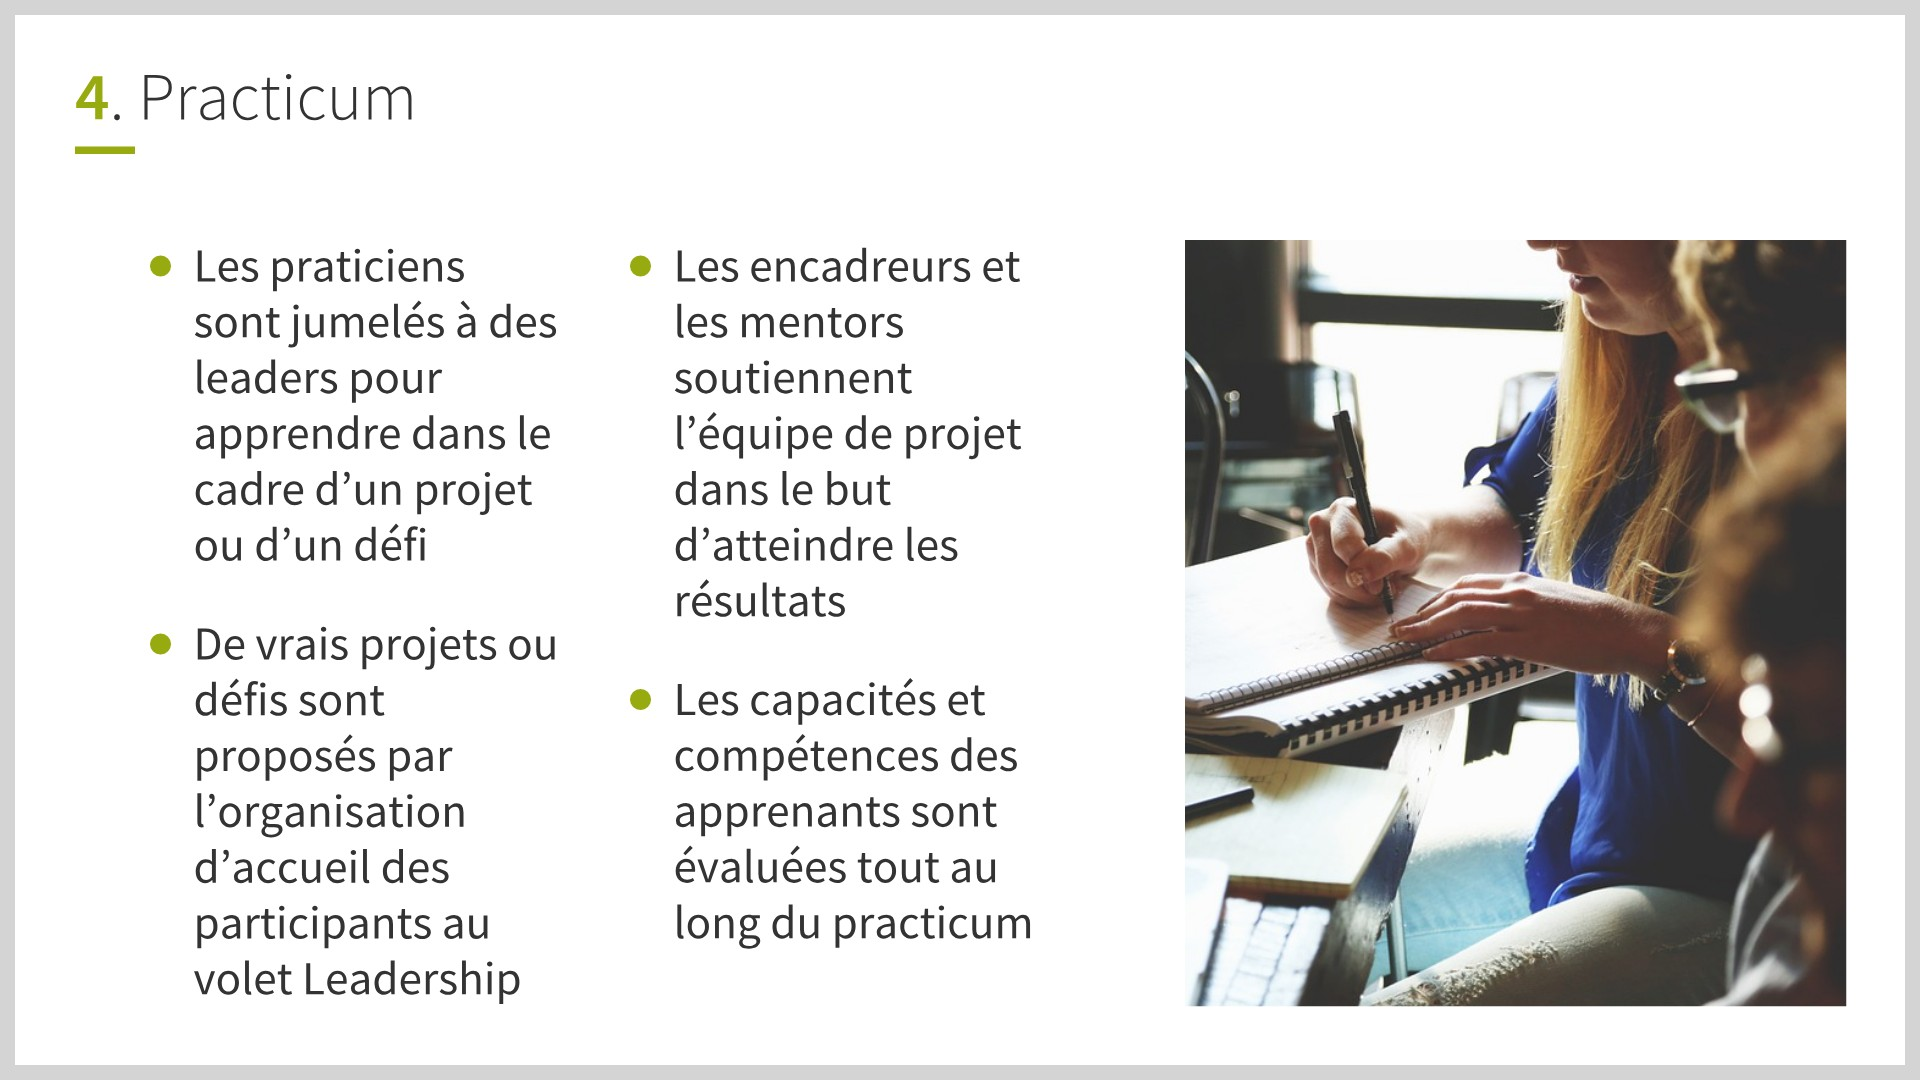 4. Practicum
Les praticiens
sont jumelés à des
leaders pour
apprendre dans le
cadre d’un projet
ou d’un défi
De vrais projets ou
défis sont
proposés par
l’organisation
d’accueil des
participants au
volet Leadership
Les encadreurs et
les mentors
soutiennent
l’équipe de projet
dans le but
d’atteindre les
résultats
Les capacités et
compétences des
apprenants sont
évaluées tout au
long du practicum